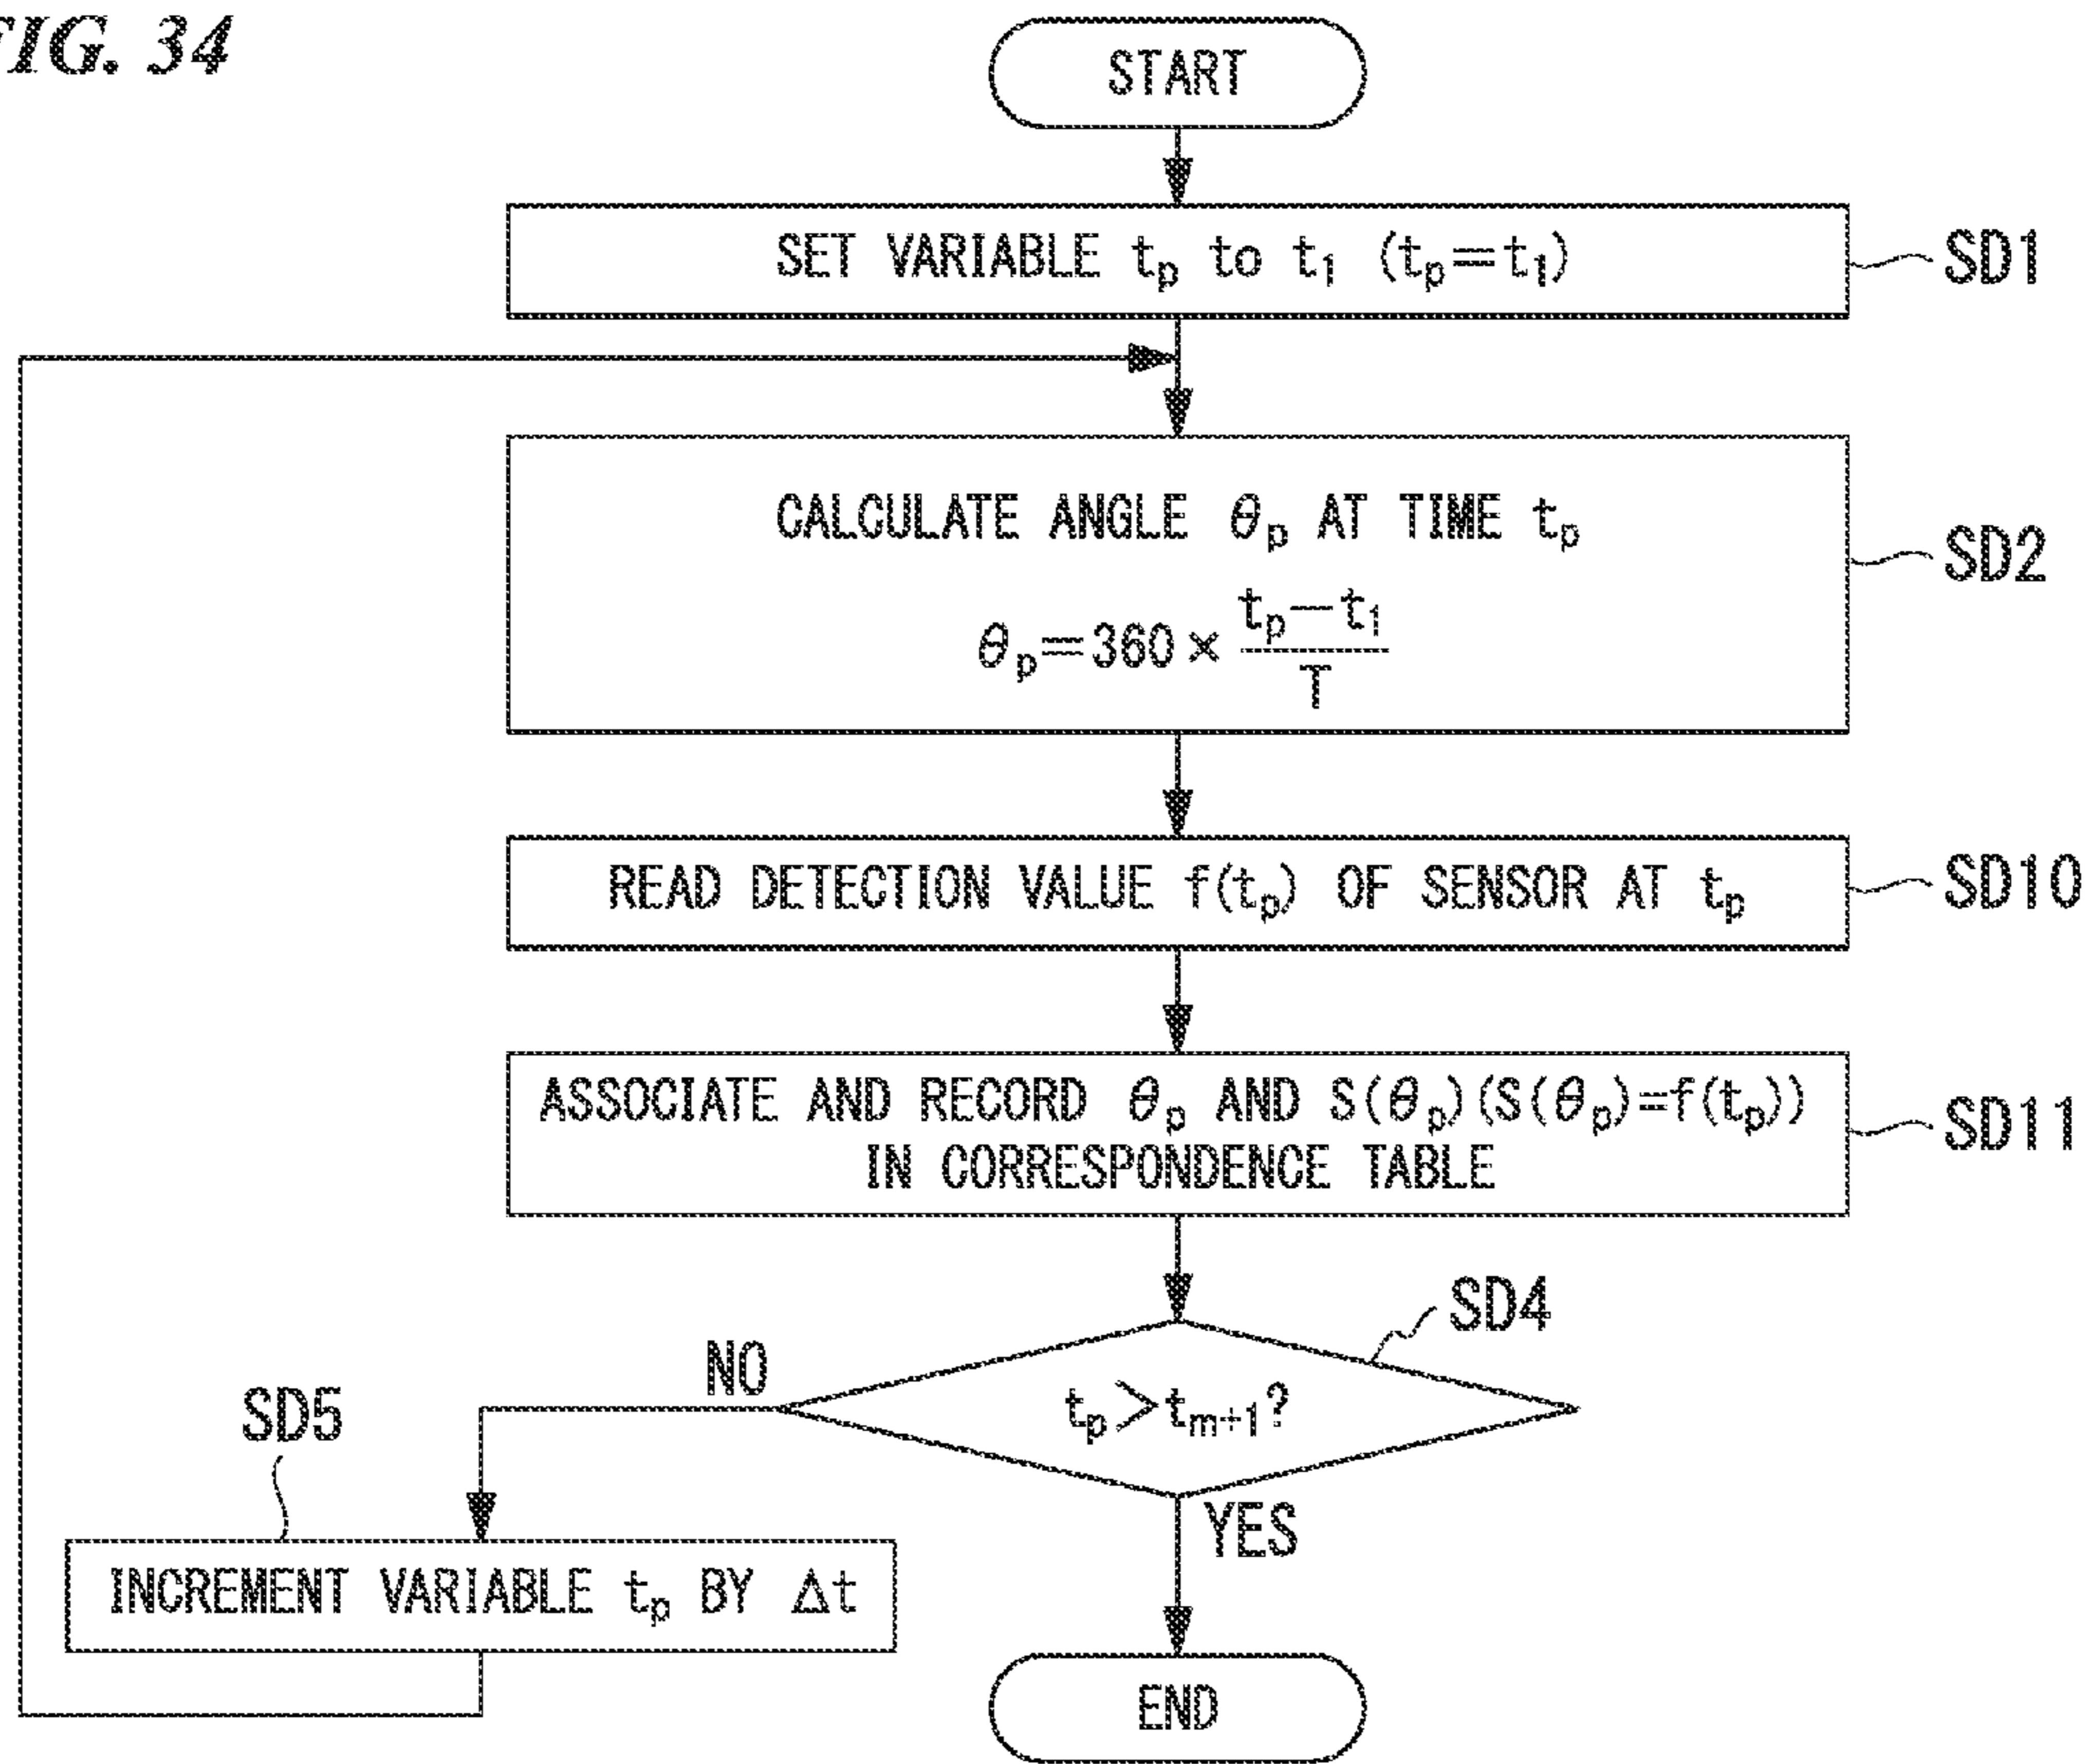 FIG. 34
START
SET VARIABLE tp to t1 (tp=t1)
SD1
CALCULATE ANGLE θp AT TIME tp
θp=360× tp−t1
T
SD2
READ DETECTION VALUE f(tp) OF SENSOR AT tp
SD10
ASSOCIATE AND RECORD θp AND S(θp)(S(θp)=f(tp))
IN CORRESPONDENCE TABLE
SD11
SD4
NO
tp>tm+1?
SD5
YES
INCREMENT VARIABLE tp BY Δt
END